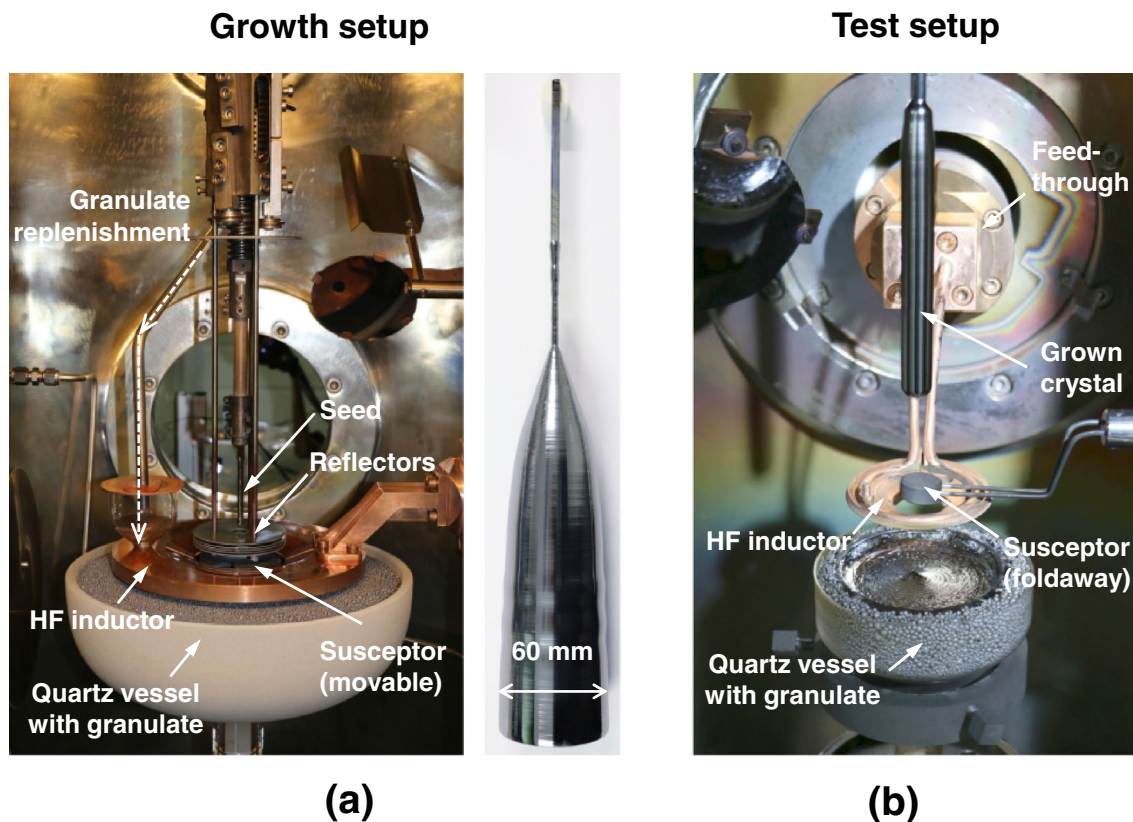 Growth setup
Test setup
Granulate
replenishment
Seed
Reflectors
HF inductor
Susceptor
(movable)
Quartz vessel
with granulate
60 mm
Feed-
through
Grown
crystal
HF inductor
Susceptor
(foldaway)
Quartz vessel
with granulate
(a)
(b)